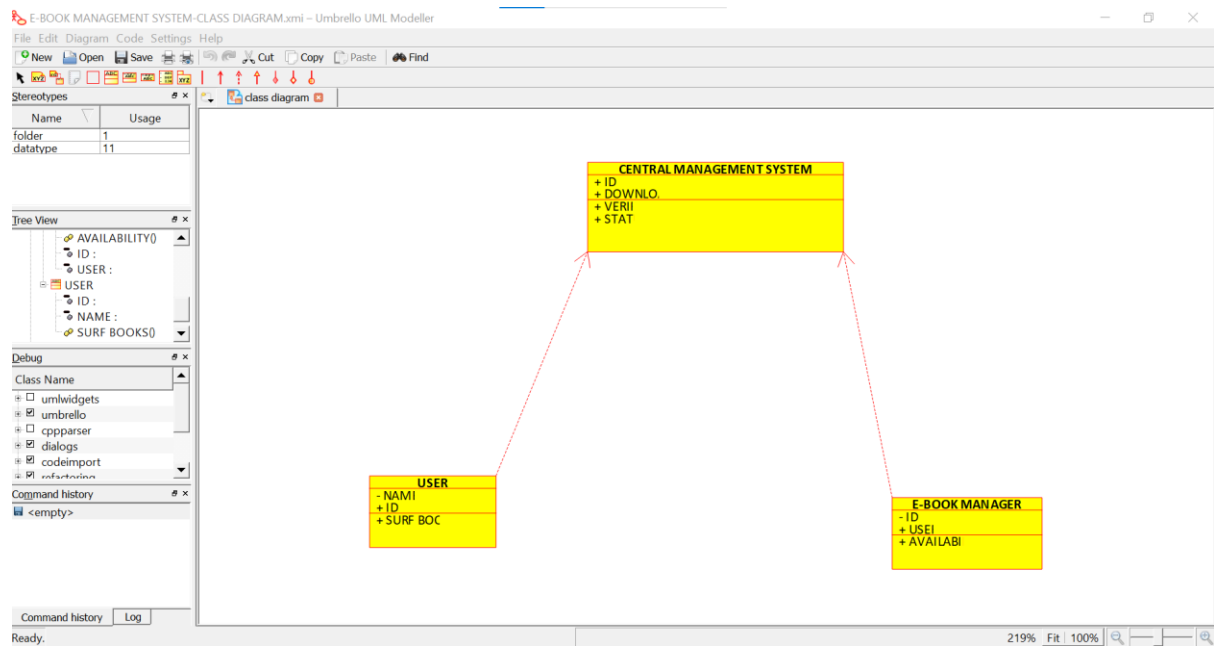 E-BOOK MANAGEMENT SYSTEM-CLASS DIAGRAM.xmi – Umbrello UML Modeller
File Edit Diagram Code Settings Help
New Open Save Cut Copy Paste Find
Stereotypes
class diagram
Name Usage
folder 1
datatype 11
Tree View
AVAILABILITY()
ID :
USER :
USER
ID :
NAME :
SURF BOOKS()
Debug
Class Name
umlwidgets
umbrello
cppparser
dialogs
codeimport
refactoring
Command history
<empty>
Command history Log
Ready.
CENTRAL MANAGEMENT SYSTEM
+ ID
+ DOWNLO.
+ VERII
+ STAT
USER
- NAMI
+ ID
+ SURF BOC
E-BOOK MANAGER
- ID
+ USEI
+ AVAILABI
219% Fit 100%